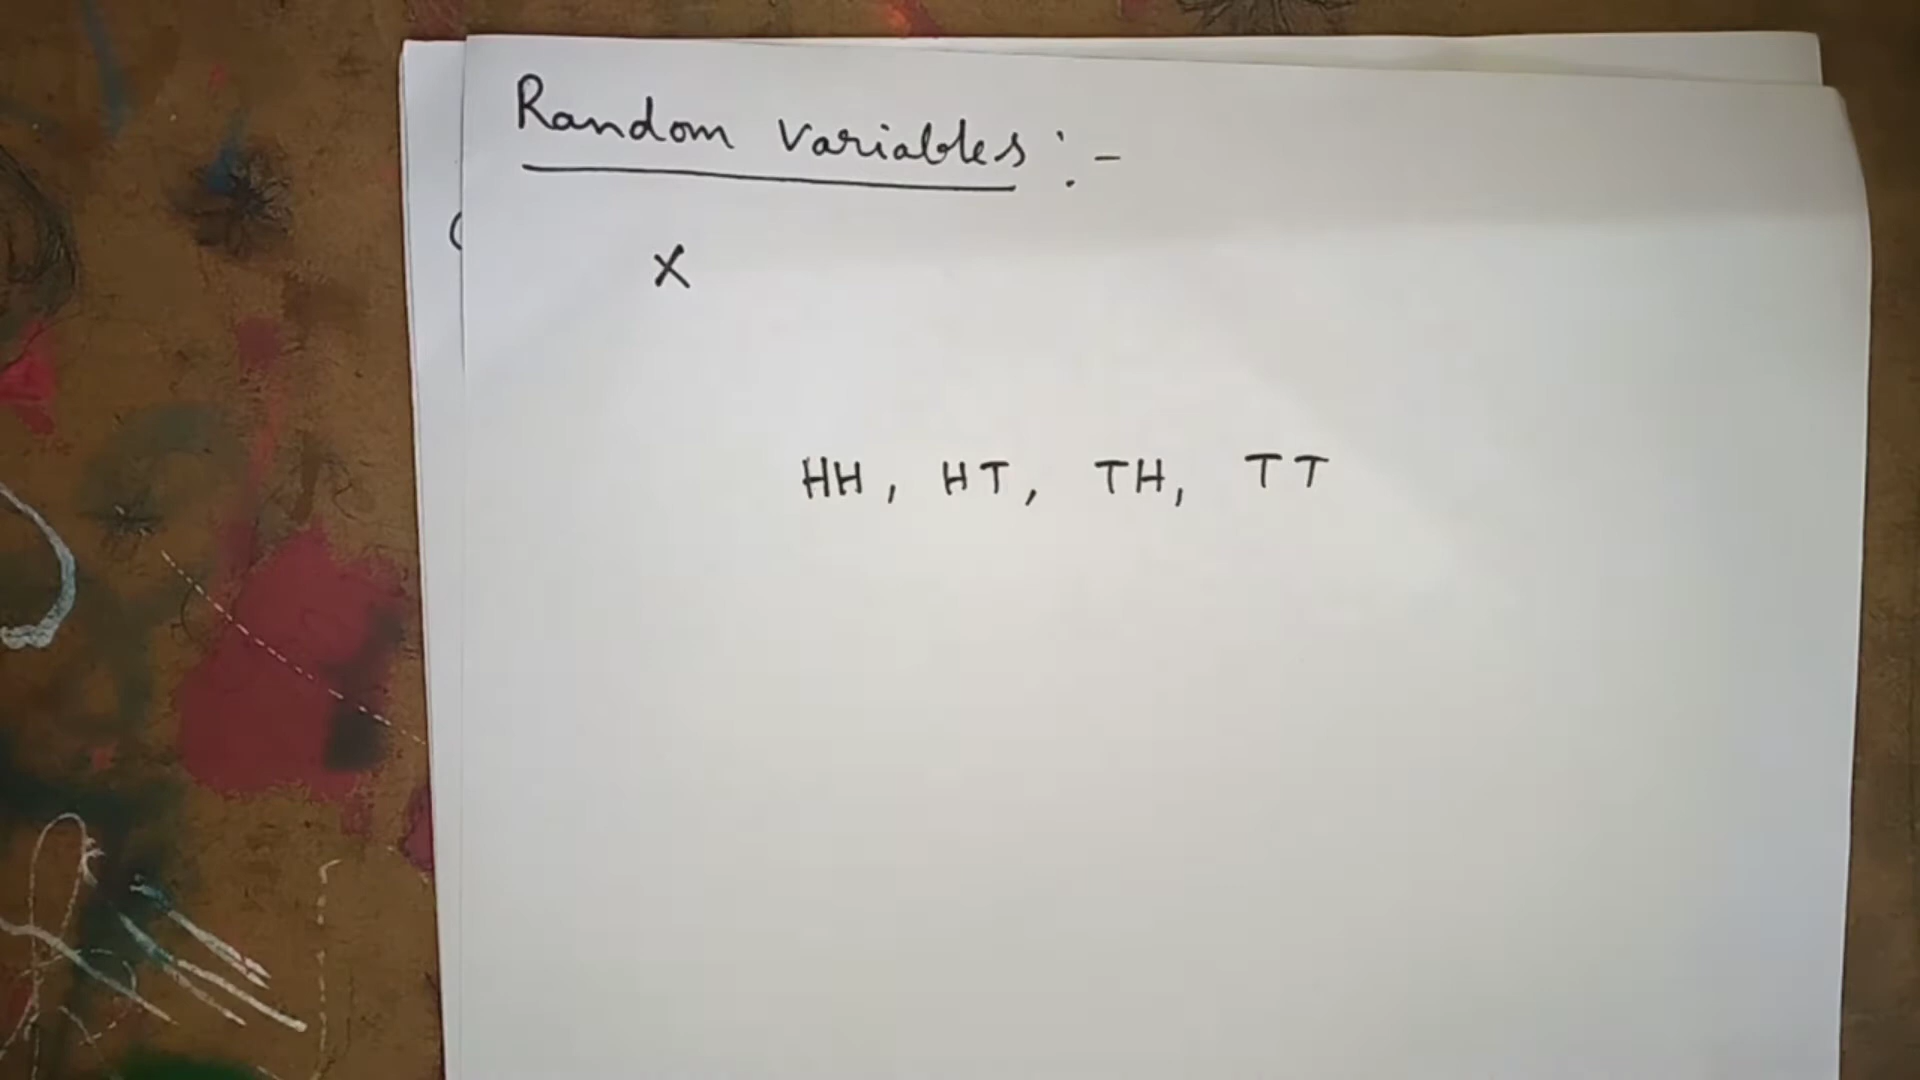 Random Variables :-
X
HH, HT, TH, TT